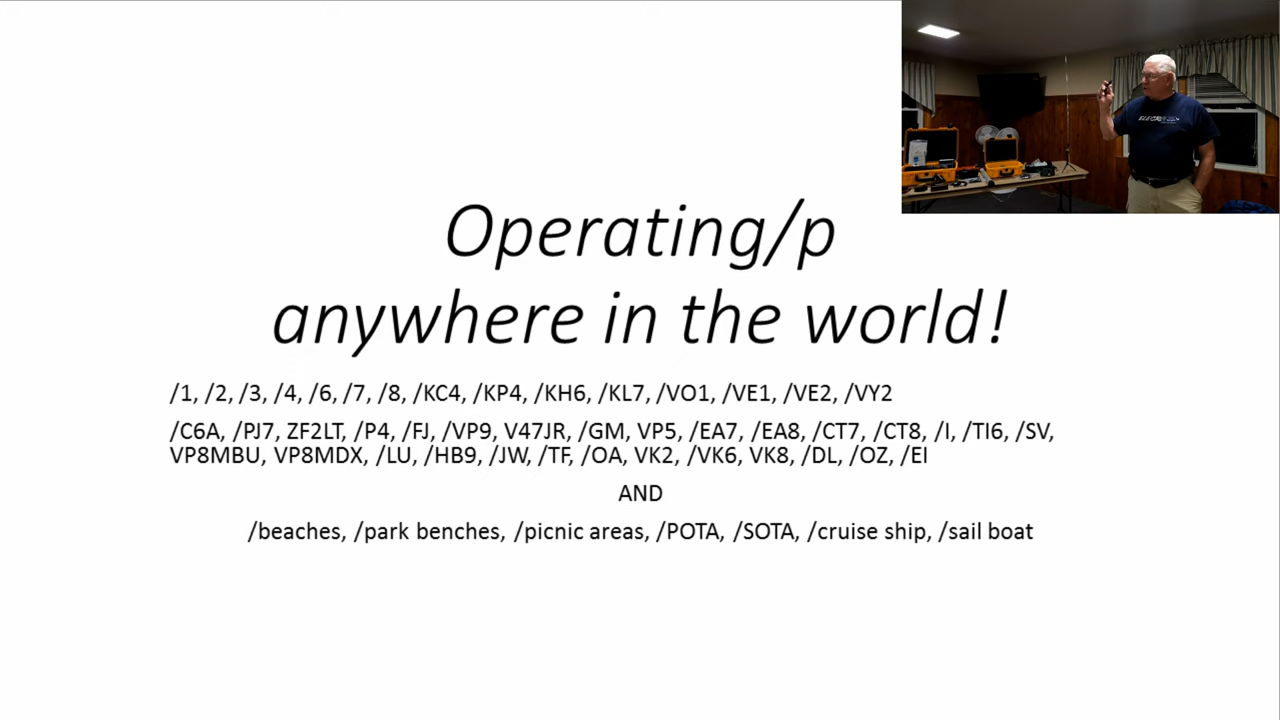 Operating/p
anywhere in the world!
/1, /2, /3, /4, /6, /7, /8, /KC4, /KP4, /KH6, /KL7, /VO1, /VE1, /VE2, /VY2
/C6A, /PJ7, ZF2LT, /P4, /FJ, /VP9, V47JR, /GM, VP5, /EA7, /EA8, /CT7, /CT8, /I, /TI6, /SV,
VP8MBU, VP8MDX, /LU, /HB9, /JW, /TF, /OA, VK2, /VK6, VK8, /DL, /OZ, /EI
AND
/beaches, /park benches, /picnic areas, /POTA, /SOTA, /cruise ship, /sail boat